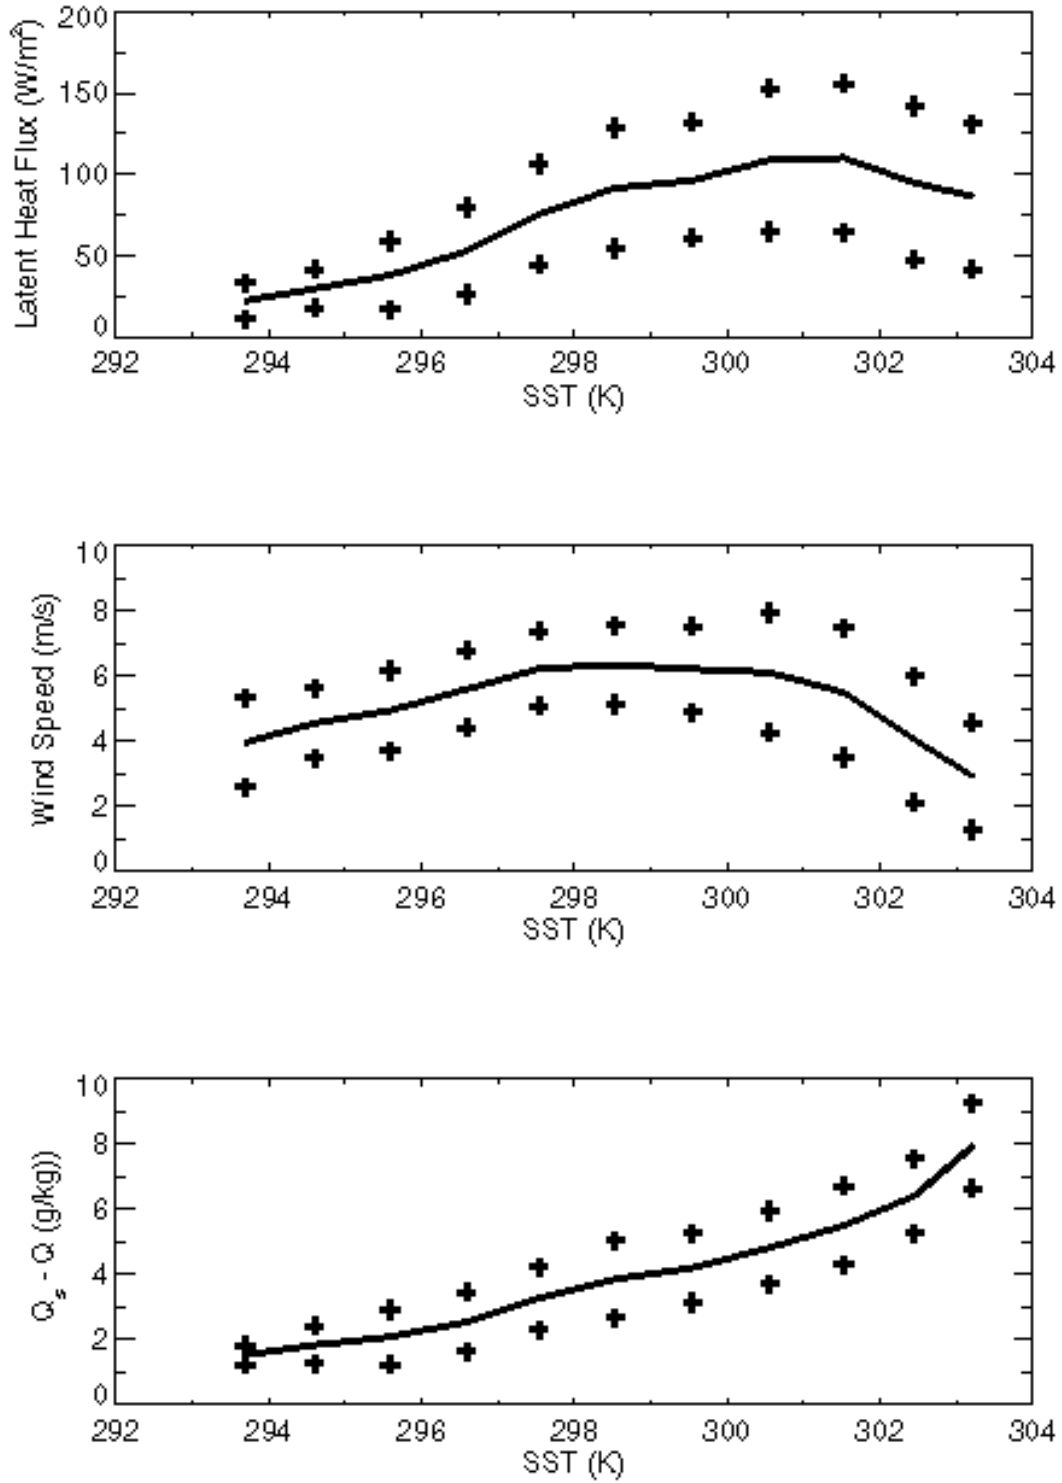 Latent Heat Flux (W/m²)
200
150
100
50
0
292 294 296 298 300 302 304
SST (K)
Wind Speed (m/s)
10
8
6
4
2
0
292 294 296 298 300 302 304
SST (K)
Qₛ - Q (g/kg))
10
8
6
4
2
0
292 294 296 298 300 302 304
SST (K)